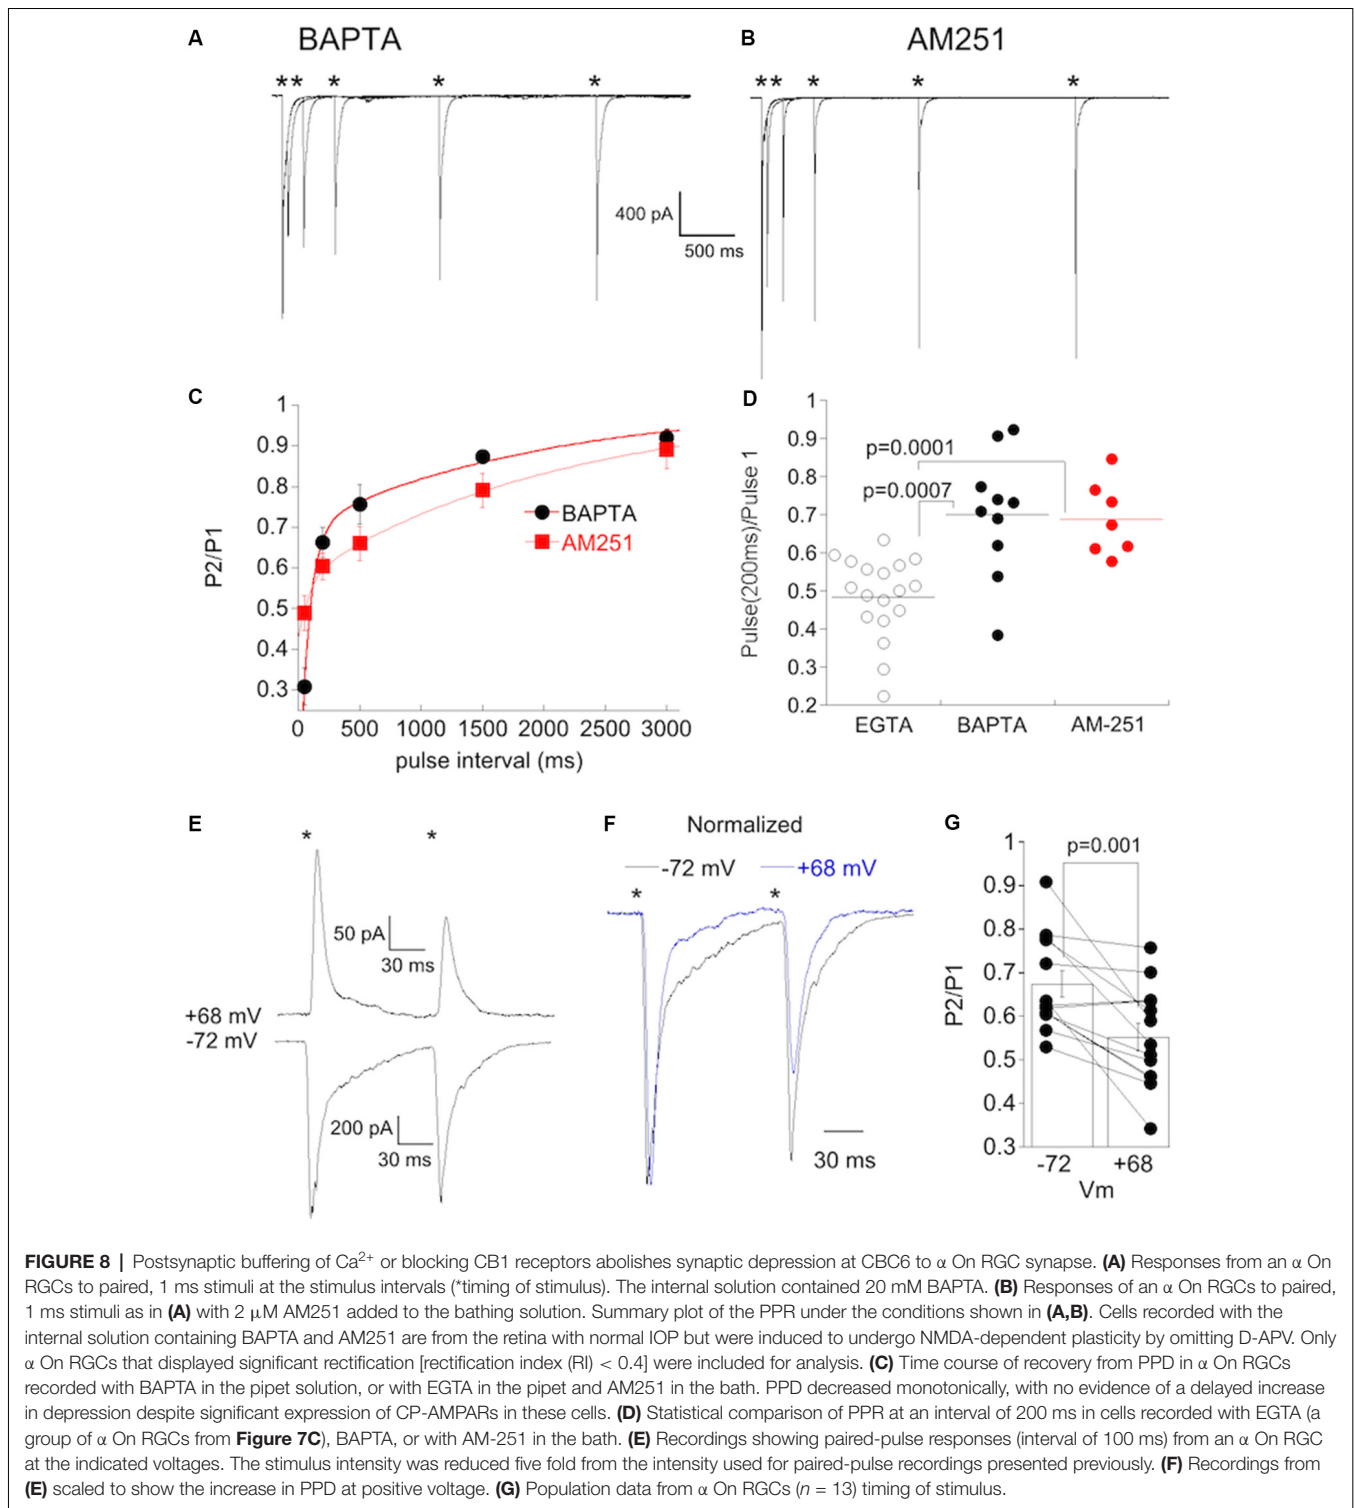 A BAPTA
B AM251
** * * *
** * * *
400 pA
500 ms
C
P2/P1
1
0.9
0.8
0.7
0.6
0.5
0.4
0.3
0 500 1000 1500 2000 2500 3000
pulse interval (ms)
BAPTA
AM251
D
Pulse(200ms)/Pulse 1
1
0.9
0.8
0.7
0.6
0.5
0.4
0.3
0.2
p=0.0001
p=0.0007
EGTA BAPTA AM-251
E
* *
50 pA
30 ms
+68 mV
-72 mV
200 pA
30 ms
F Normalized
-72 mV +68 mV
* *
30 ms
G
P2/P1
1
0.9
0.8
0.7
0.6
0.5
0.4
0.3
p=0.001
-72 +68
Vm
FIGURE 8 | Postsynaptic buffering of Ca2+ or blocking CB1 receptors abolishes synaptic depression at CBC6 to α On RGC synapse. (A) Responses from an α On
RGCs to paired, 1 ms stimuli at the stimulus intervals (*timing of stimulus). The internal solution contained 20 mM BAPTA. (B) Responses of an α On RGCs to paired,
1 ms stimuli as in (A) with 2 μM AM251 added to the bathing solution. Summary plot of the PPR under the conditions shown in (A,B). Cells recorded with the
internal solution containing BAPTA and AM251 are from the retina with normal IOP but were induced to undergo NMDA-dependent plasticity by omitting D-APV. Only
α On RGCs that displayed significant rectification [rectification index (RI) < 0.4] were included for analysis. (C) Time course of recovery from PPD in α On RGCs
recorded with BAPTA in the pipet solution, or with EGTA in the pipet and AM251 in the bath. PPD decreased monotonically, with no evidence of a delayed increase
in depression despite significant expression of CP-AMPARs in these cells. (D) Statistical comparison of PPR at an interval of 200 ms in cells recorded with EGTA (a
group of α On RGCs from Figure 7C), BAPTA, or with AM-251 in the bath. (E) Recordings showing paired-pulse responses (interval of 100 ms) from an α On RGC
at the indicated voltages. The stimulus intensity was reduced five fold from the intensity used for paired-pulse recordings presented previously. (F) Recordings from
(E) scaled to show the increase in PPD at positive voltage. (G) Population data from α On RGCs (n = 13) timing of stimulus.